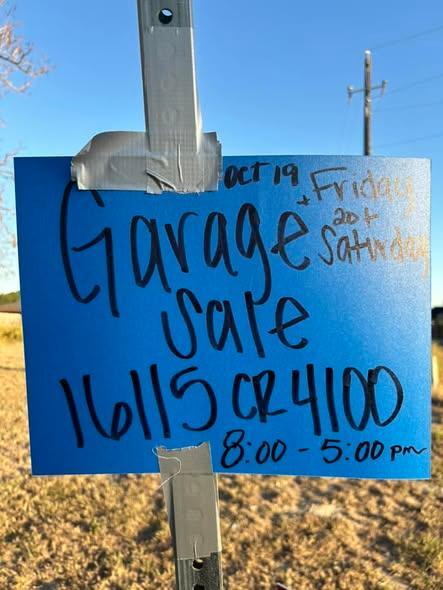 OCT 19
+ Friday
20+
Saturday
Garage
Sale
16115 CR 4100
8:00 - 5:00 pm